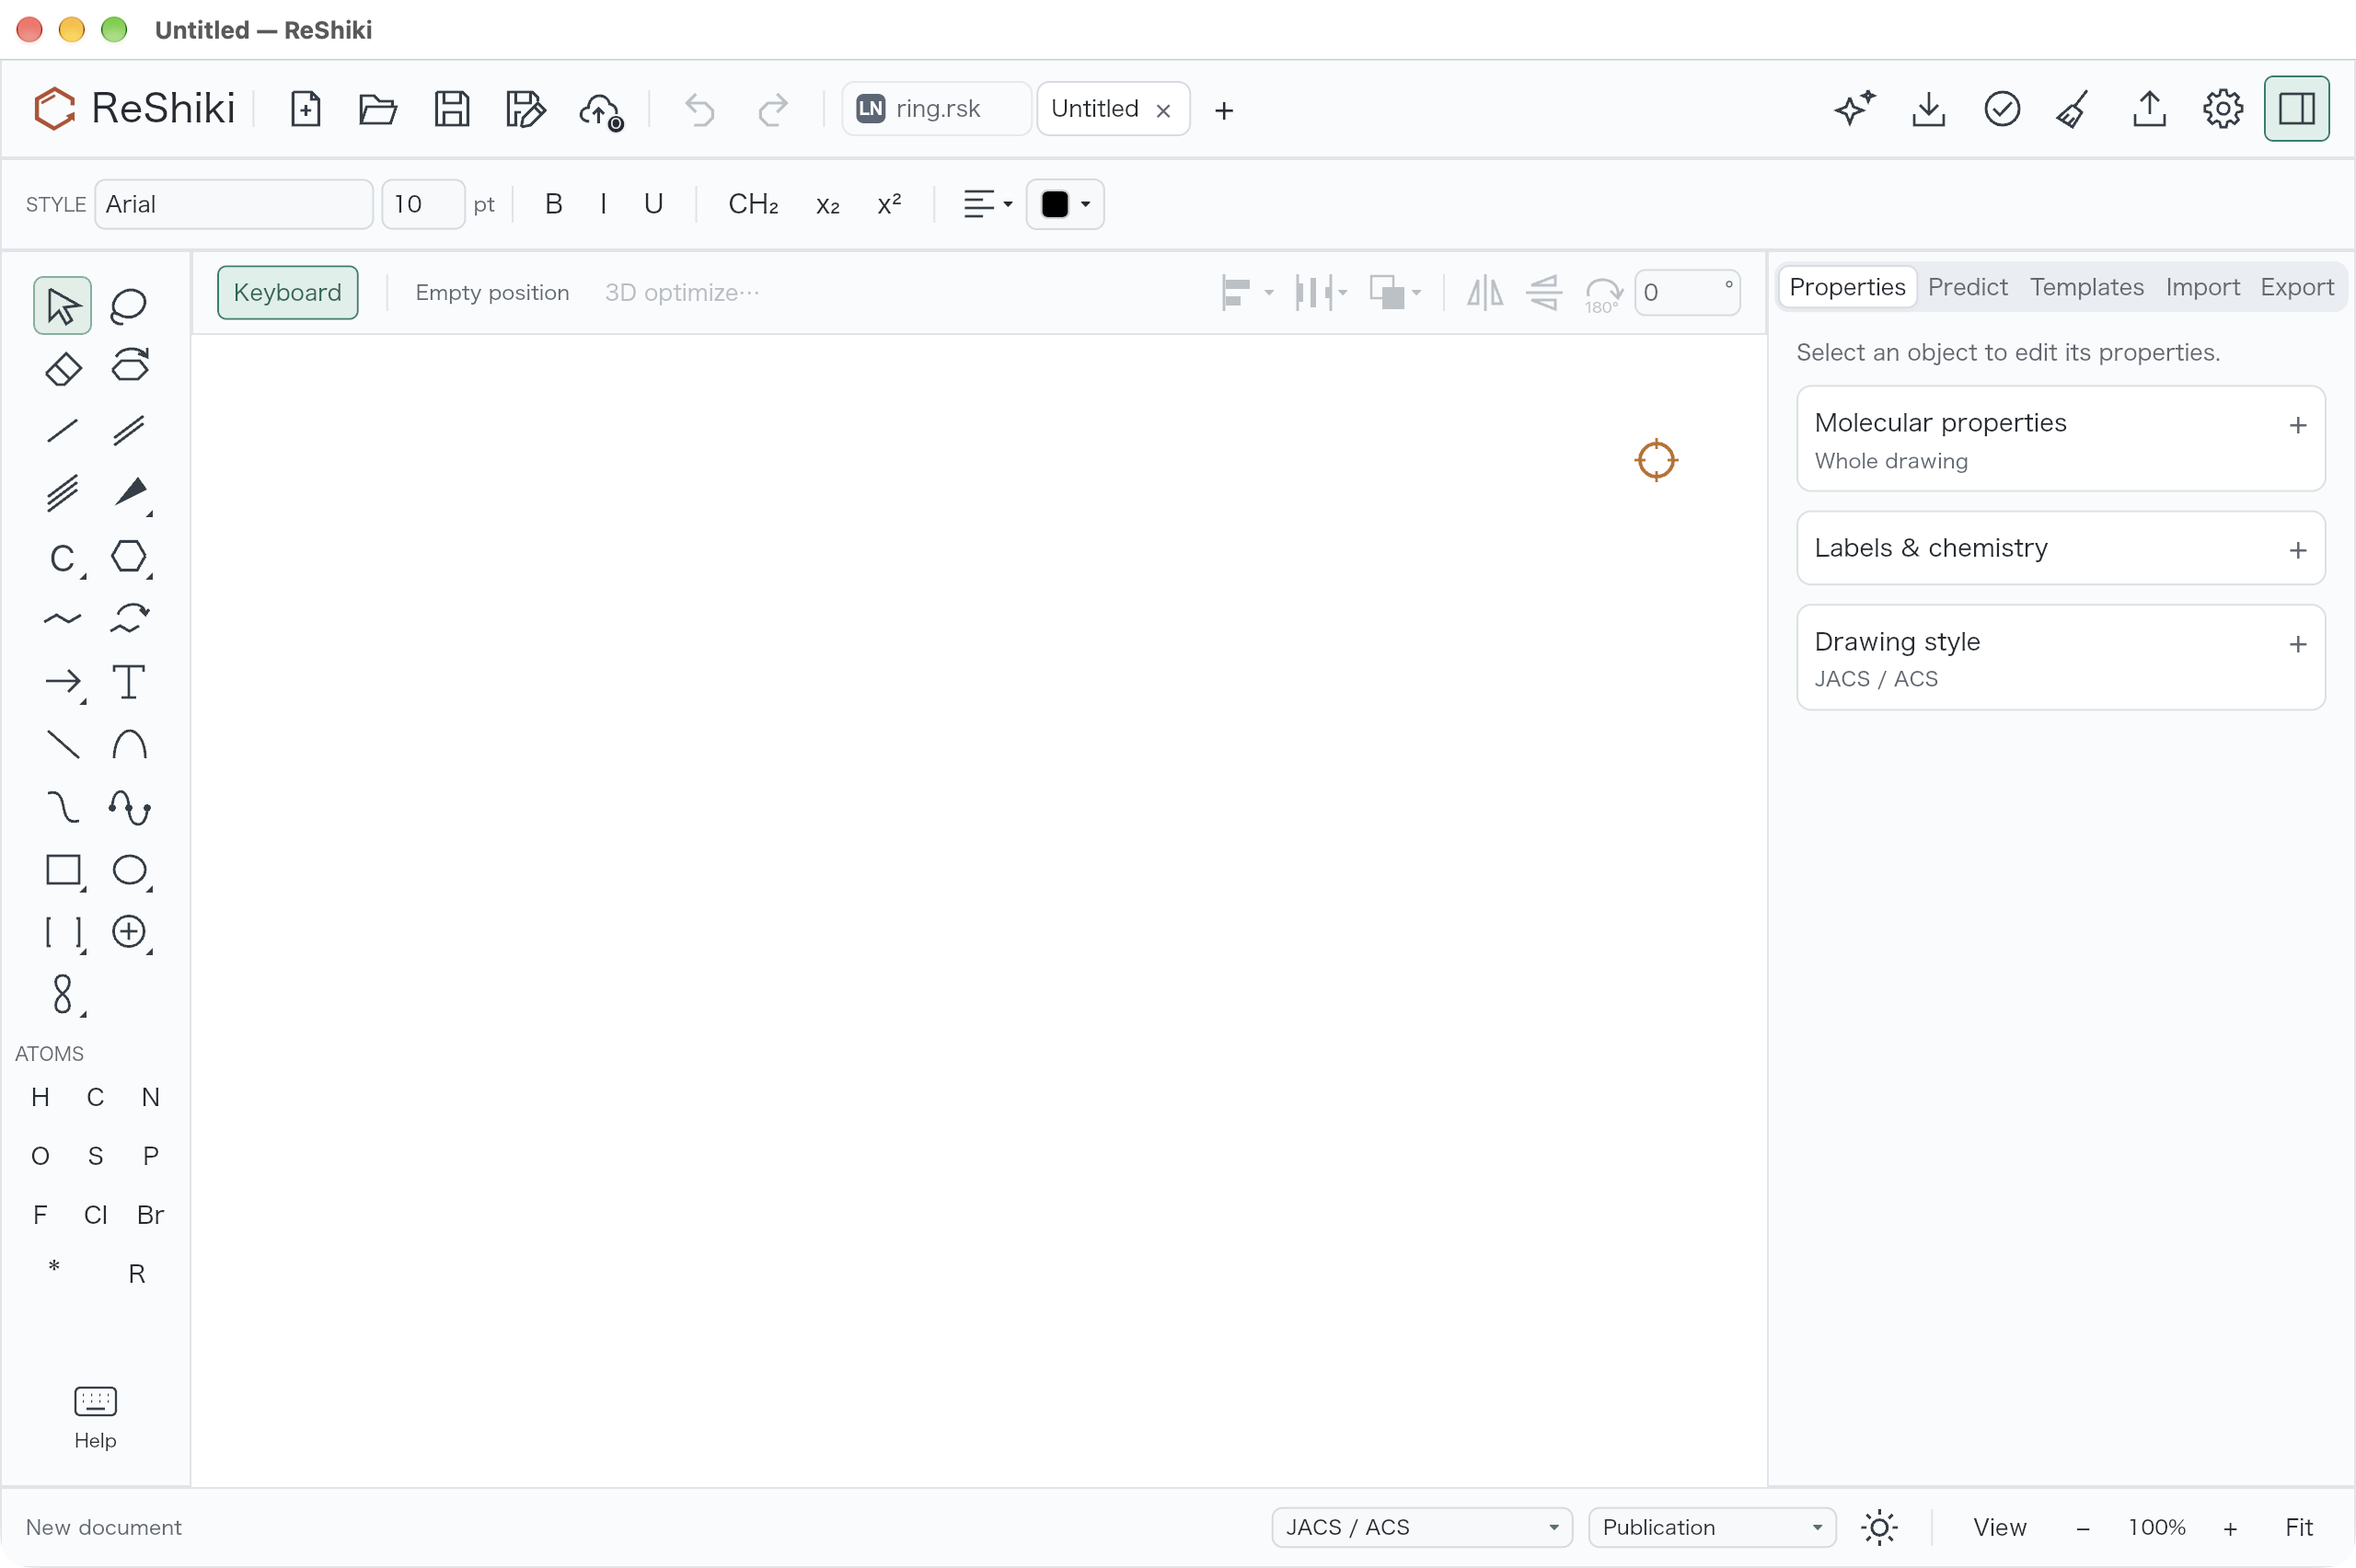 Untitled — ReShiki
ReShiki
LN ring.rsk
Untitled × +
STYLE Arial 10 pt B I U CH₂ x₂ x²
Keyboard Empty position 3D optimize…
180°
0 °
Properties Predict Templates Import Export
Select an object to edit its properties.
Molecular properties +
Whole drawing
Labels & chemistry +
Drawing style +
JACS / ACS
C
T
[ ]
ATOMS
H C N
O S P
F Cl Br
* R
Help
New document
JACS / ACS Publication View − 100% + Fit